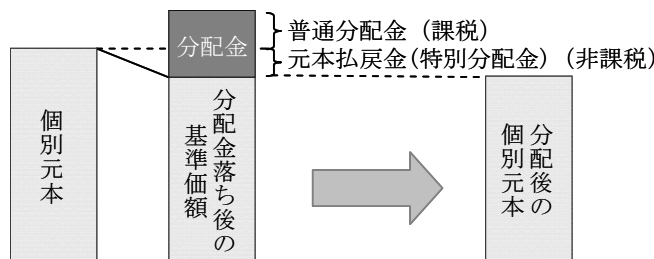 分配金
普通分配金（課税）
元本払戻金(特別分配金)（非課税）
個別元本
分配金落ち後の
基準価額
分配後の
個別元本